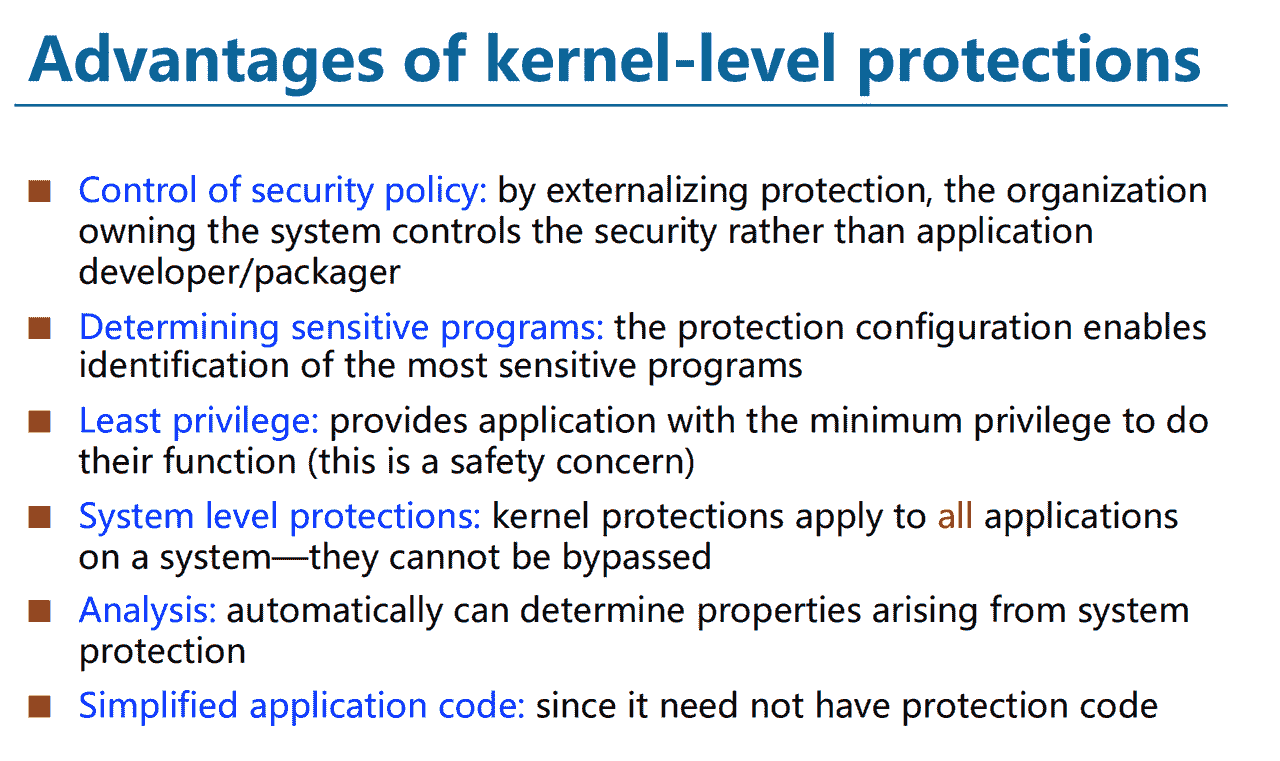 Advantages of kernel-level protections
■ Control of security policy: by externalizing protection, the organization
owning the system controls the security rather than application
developer/packager
■ Determining sensitive programs: the protection configuration enables
identification of the most sensitive programs
■ Least privilege: provides application with the minimum privilege to do
their function (this is a safety concern)
■ System level protections: kernel protections apply to all applications
on a system—they cannot be bypassed
■ Analysis: automatically can determine properties arising from system
protection
■ Simplified application code: since it need not have protection code